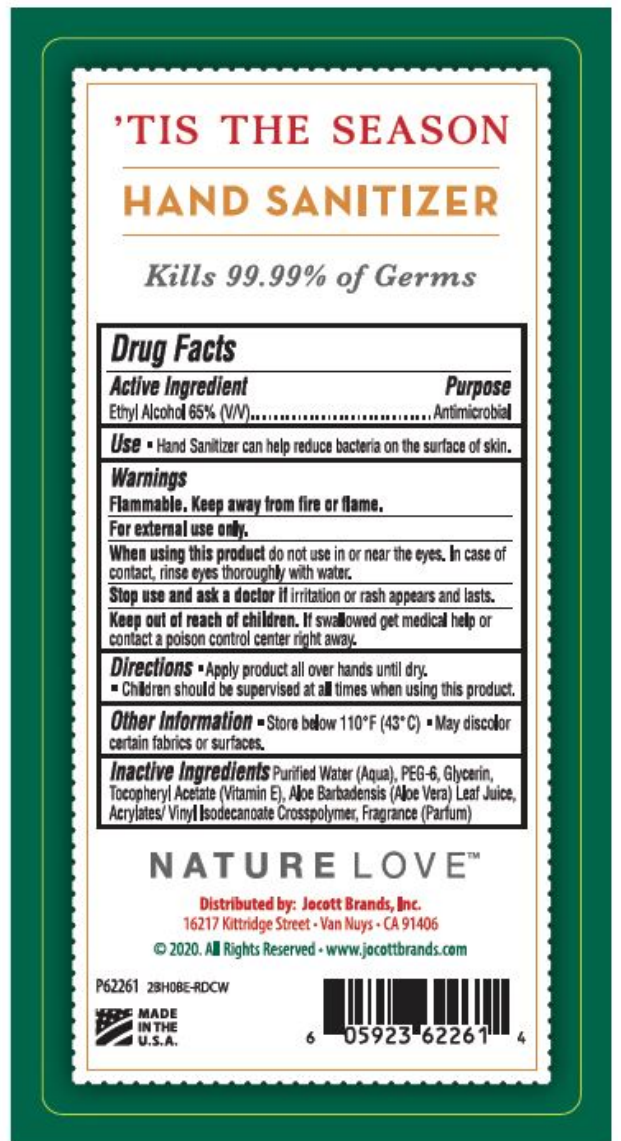 'TIS THE SEASON
HAND SANITIZER
Kills 99.99% of Germs
Drug Facts
Active Ingredient Purpose
Ethyl Alcohol 65% (V/V)..............................Antimicrobial
Use ▪ Hand Sanitizer can help reduce bacteria on the surface of skin.
Warnings
Flammable. Keep away from fire or flame.
For external use only.
When using this product do not use in or near the eyes. In case of
contact, rinse eyes thoroughly with water.
Stop use and ask a doctor if irritation or rash appears and lasts.
Keep out of reach of children. If swallowed get medical help or
contact a poison control center right away.
Directions ▪ Apply product all over hands until dry.
▪ Children should be supervised at all times when using this product.
Other Information ▪ Store below 110°F (43°C) ▪ May discolor
certain fabrics or surfaces.
Inactive Ingredients Purified Water (Aqua), PEG-6, Glycerin,
Tocopheryl Acetate (Vitamin E), Aloe Barbadensis (Aloe Vera) Leaf Juice,
Acrylates/ Vinyl Isodecanoate Crosspolymer, Fragrance (Parfum)
NATURE LOVE™
Distributed by: Jocott Brands, Inc.
16217 Kittridge Street • Van Nuys • CA 91406
© 2020. All Rights Reserved • www.jocottbrands.com
P62261 2BH08E-RDCW
MADE
IN THE
U.S.A.
6 05923 62261 4